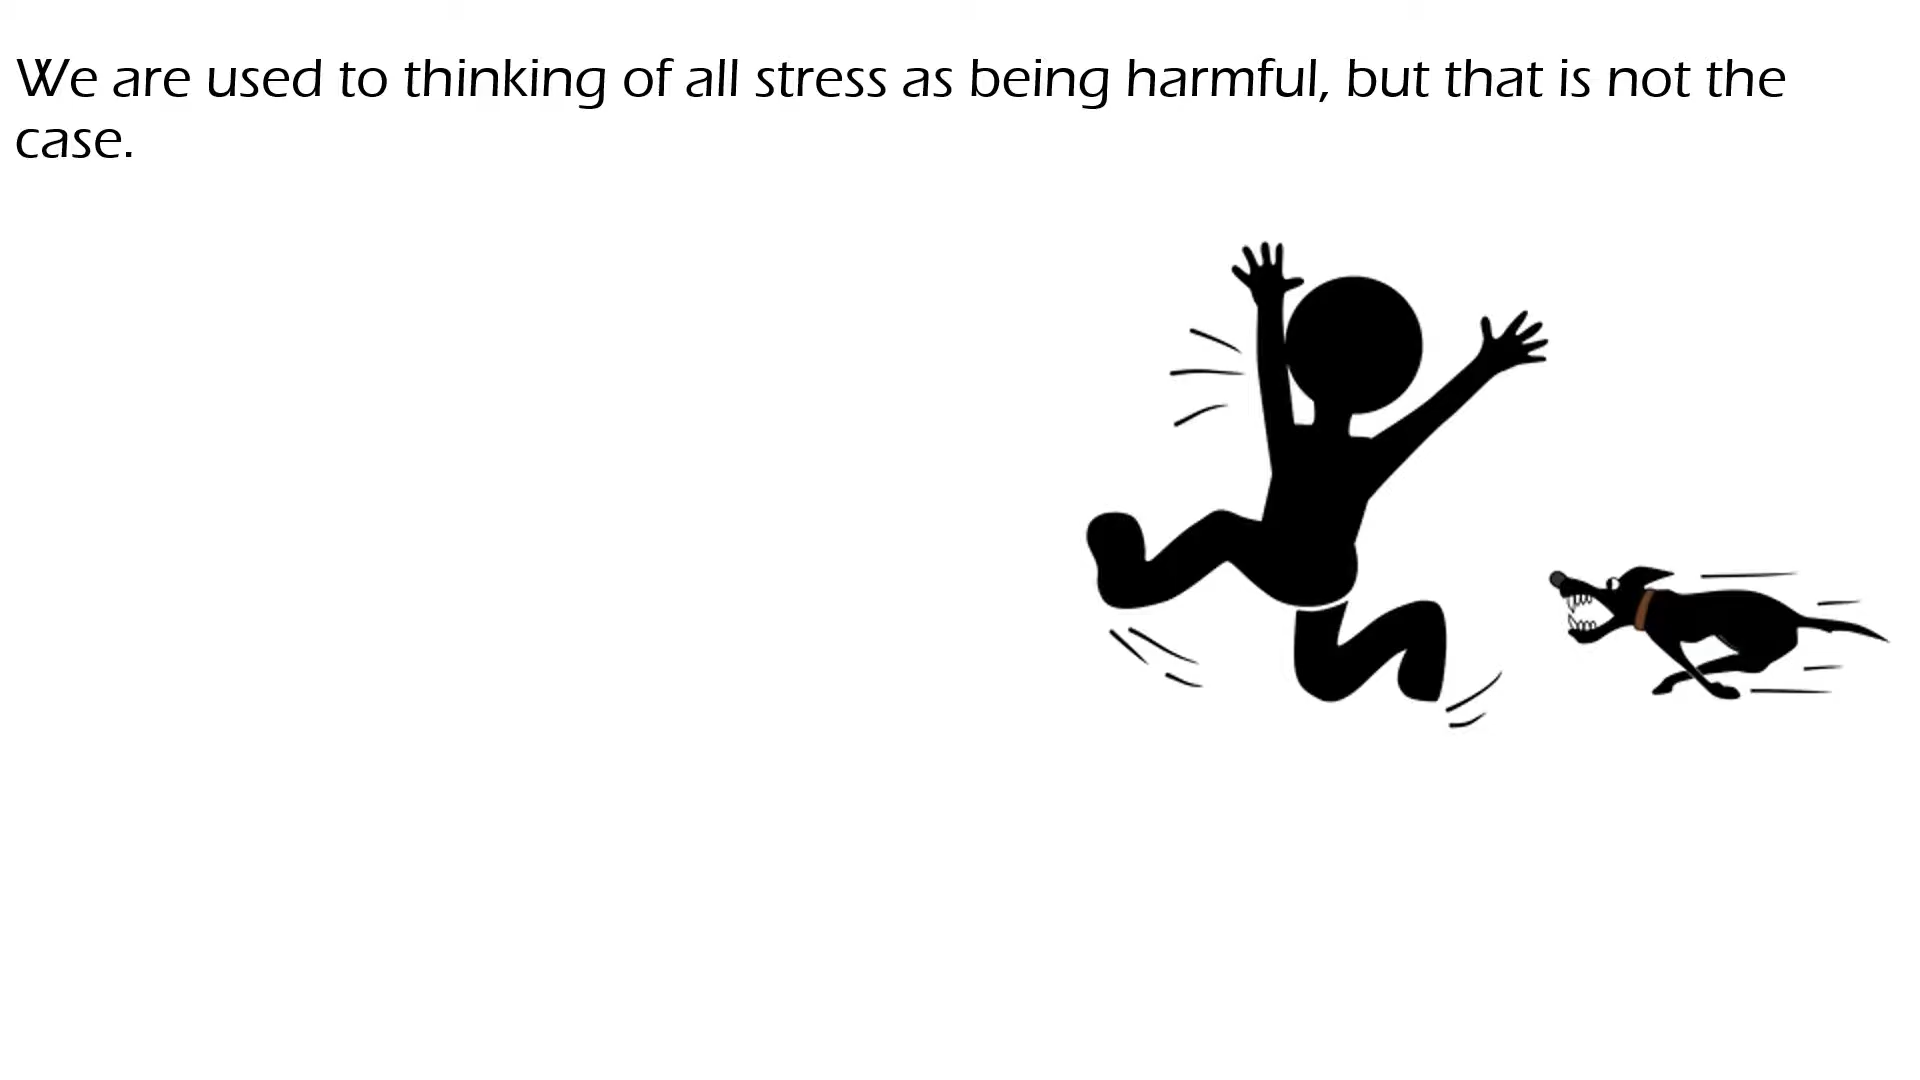 We are used to thinking of all stress as being harmful, but that is not the
case.